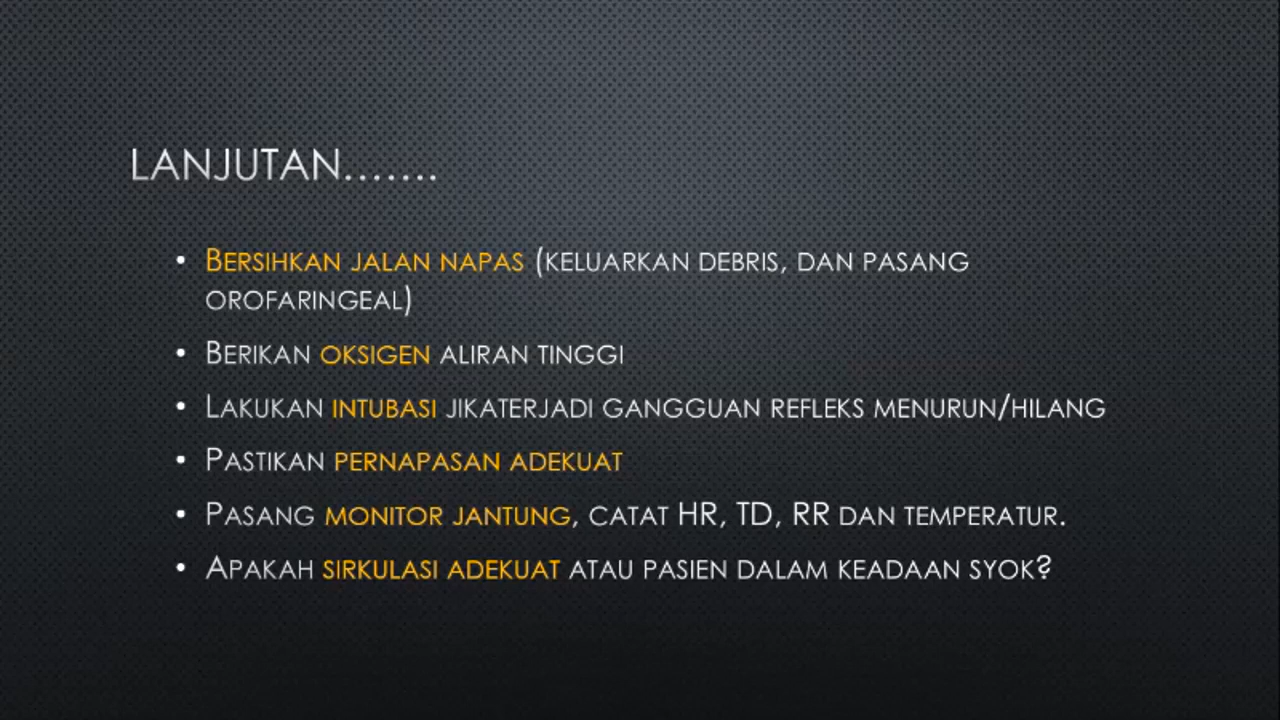 LANJUTAN.......
• BERSIHKAN JALAN NAPAS (KELUARKAN DEBRIS, DAN PASANG
OROFARINGEAL)
• BERIKAN OKSIGEN ALIRAN TINGGI
• LAKUKAN INTUBASI JIKATERJADI GANGGUAN REFLEKS MENURUN/HILANG
• PASTIKAN PERNAPASAN ADEKUAT
• PASANG MONITOR JANTUNG, CATAT HR, TD, RR DAN TEMPERATUR.
• APAKAH SIRKULASI ADEKUAT ATAU PASIEN DALAM KEADAAN SYOK?